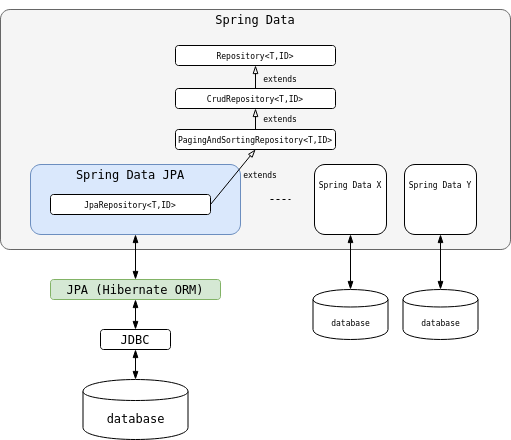 Spring Data
Repository<T,ID>
extends
CrudRepository<T,ID>
extends
PagingAndSortingRepository<T,ID>
extends
Spring Data JPA
JpaRepository<T,ID>
Spring Data X
Spring Data Y
JPA (Hibernate ORM)
JDBC
database
database
database